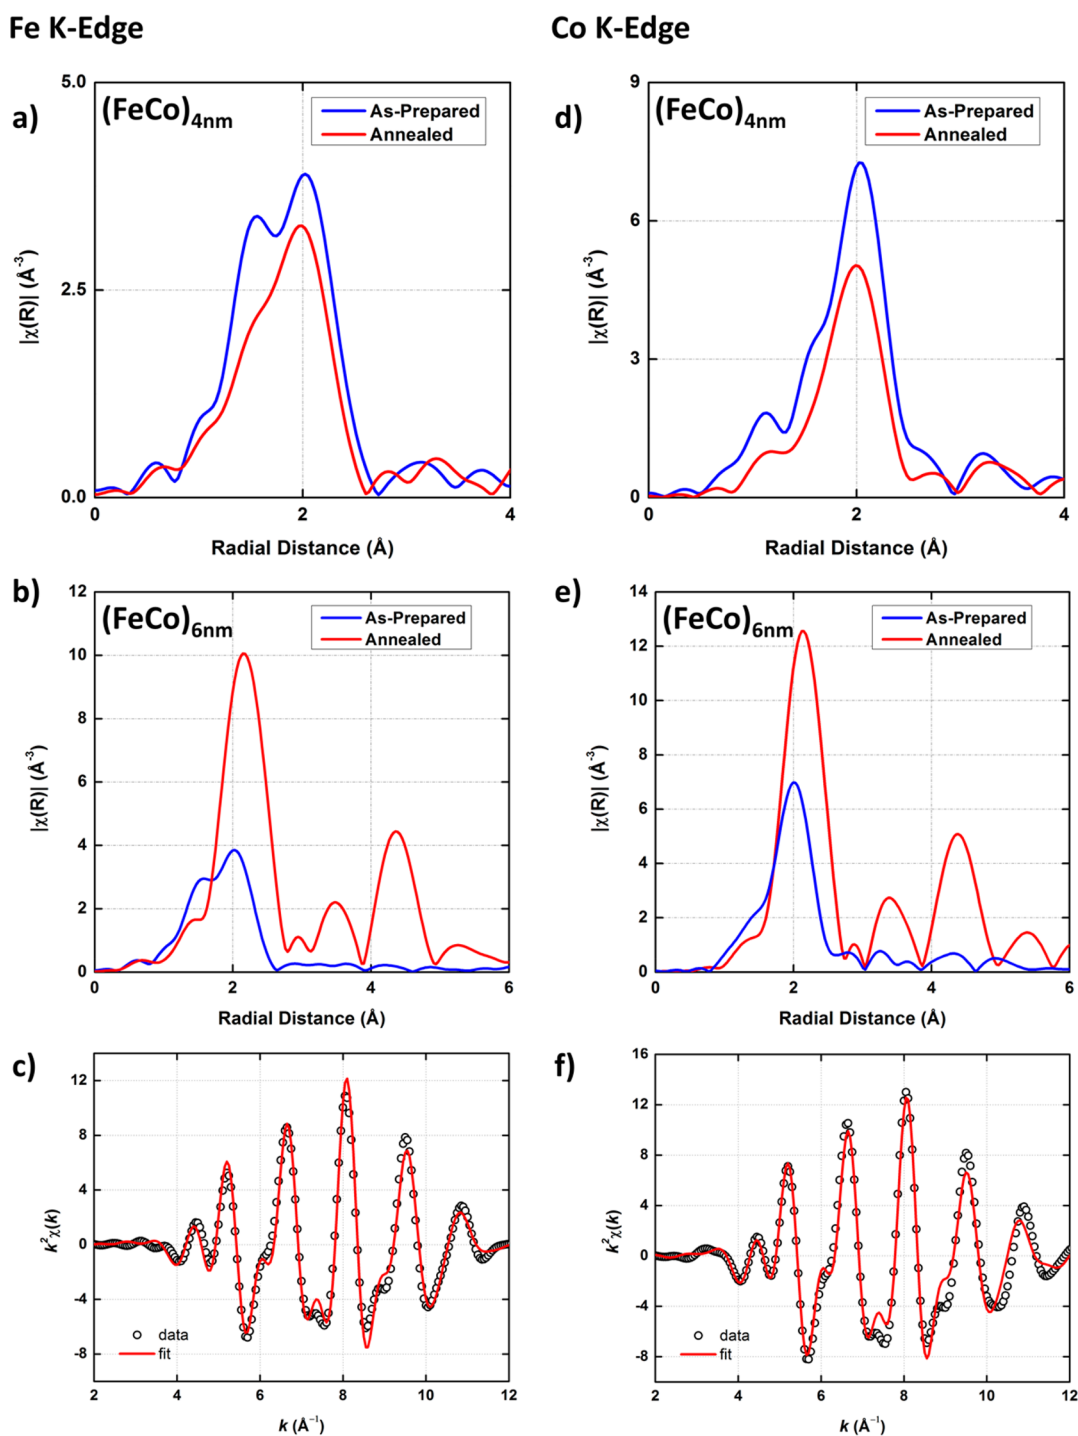 Fe K-Edge
Co K-Edge
a)
(FeCo)4nm
As-Prepared
Annealed
5.0
2.5
0.0
|χ(R)| (Å-3)
0 2 4
Radial Distance (Å)
d)
(FeCo)4nm
As-Prepared
Annealed
9
6
3
0
|χ(R)| (Å-3)
0 2 4
Radial Distance (Å)
b)
(FeCo)6nm
As-Prepared
Annealed
12
10
8
6
4
2
0
|χ(R)| (Å-3)
0 2 4 6
Radial Distance (Å)
e)
(FeCo)6nm
As-Prepared
Annealed
14
12
10
8
6
4
2
0
|χ(R)| (Å-3)
0 2 4 6
Radial Distance (Å)
c)
12
8
4
0
-4
-8
k2χ(k)
data
fit
2 4 6 8 10 12
k (Å-1)
f)
16
12
8
4
0
-4
-8
k2χ(k)
data
fit
2 4 6 8 10 12
k (Å-1)